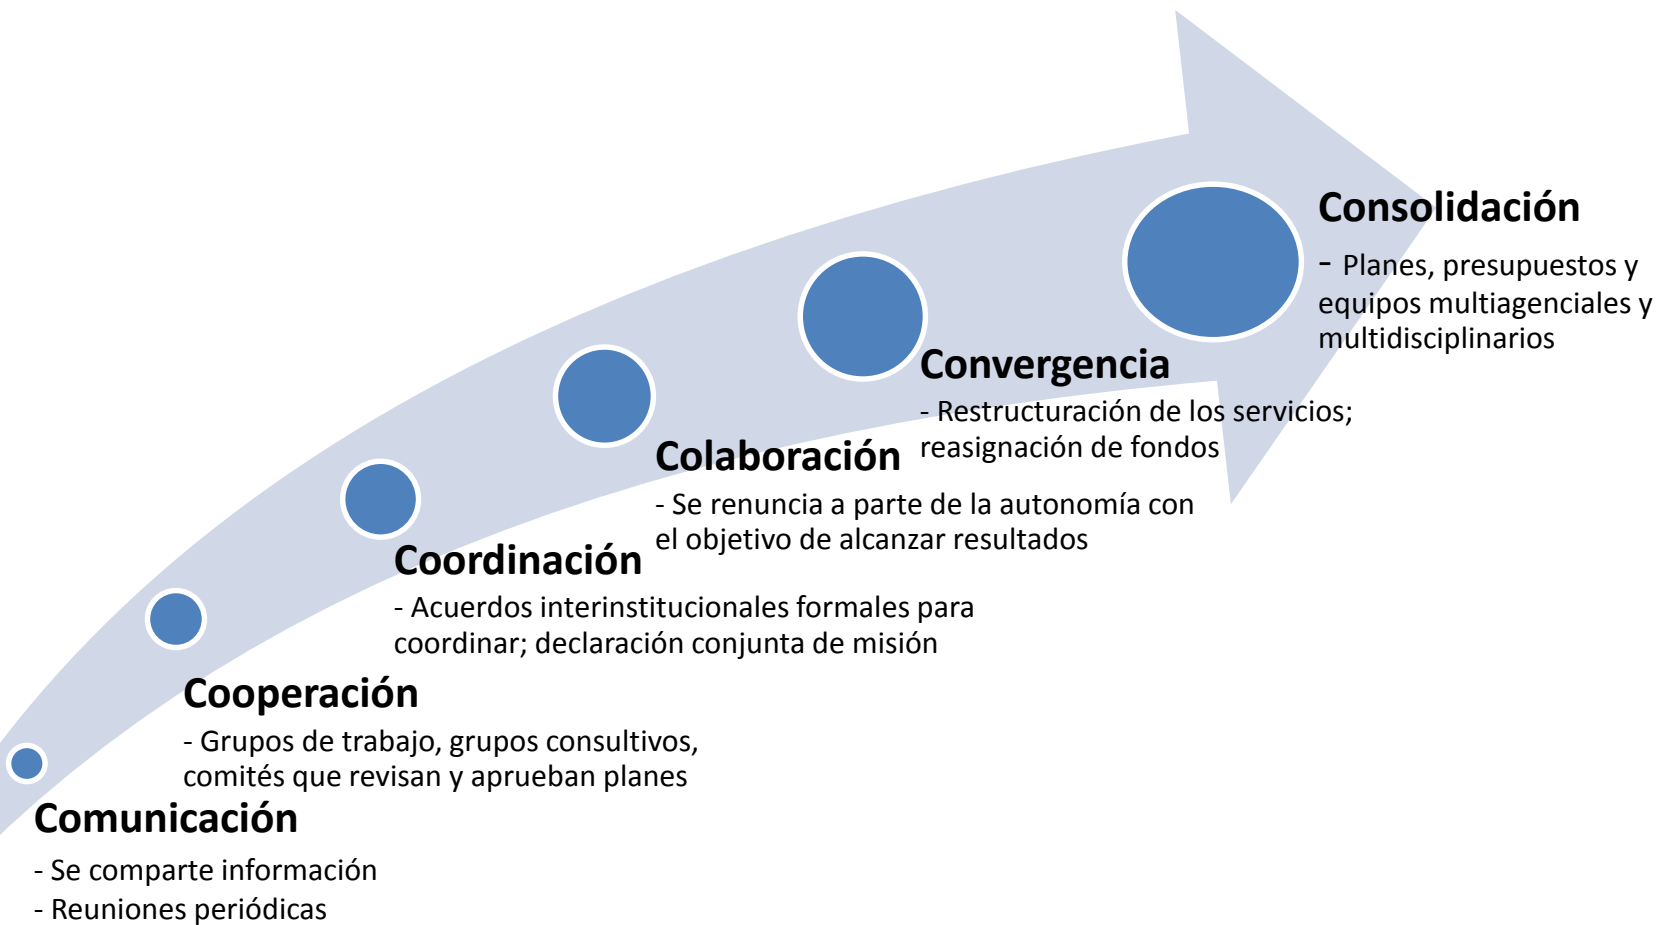 Consolidación
- Planes, presupuestos y
equipos multiagenciales y
multidisciplinarios
Convergencia
- Restructuración de los servicios;
reasignación de fondos
Colaboración
- Se renuncia a parte de la autonomía con
el objetivo de alcanzar resultados
Coordinación
- Acuerdos interinstitucionales formales para
coordinar; declaración conjunta de misión
Cooperación
- Grupos de trabajo, grupos consultivos,
comités que revisan y aprueban planes
Comunicación
- Se comparte información
- Reuniones periódicas